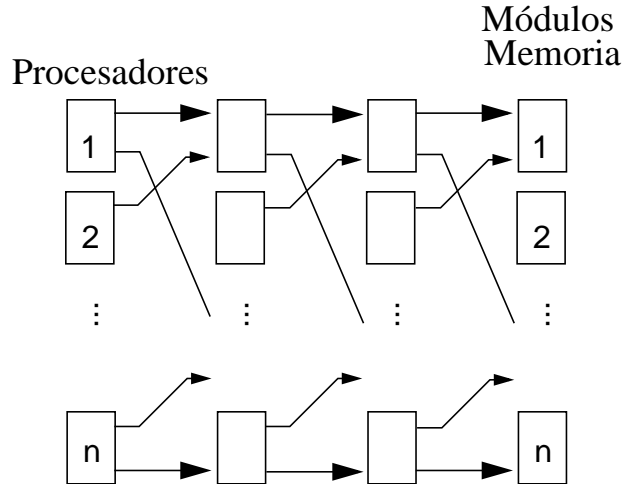 Módulos
Memoria
Procesadores
1
1
2
2
⋮ ⋮ ⋮ ⋮
n
n